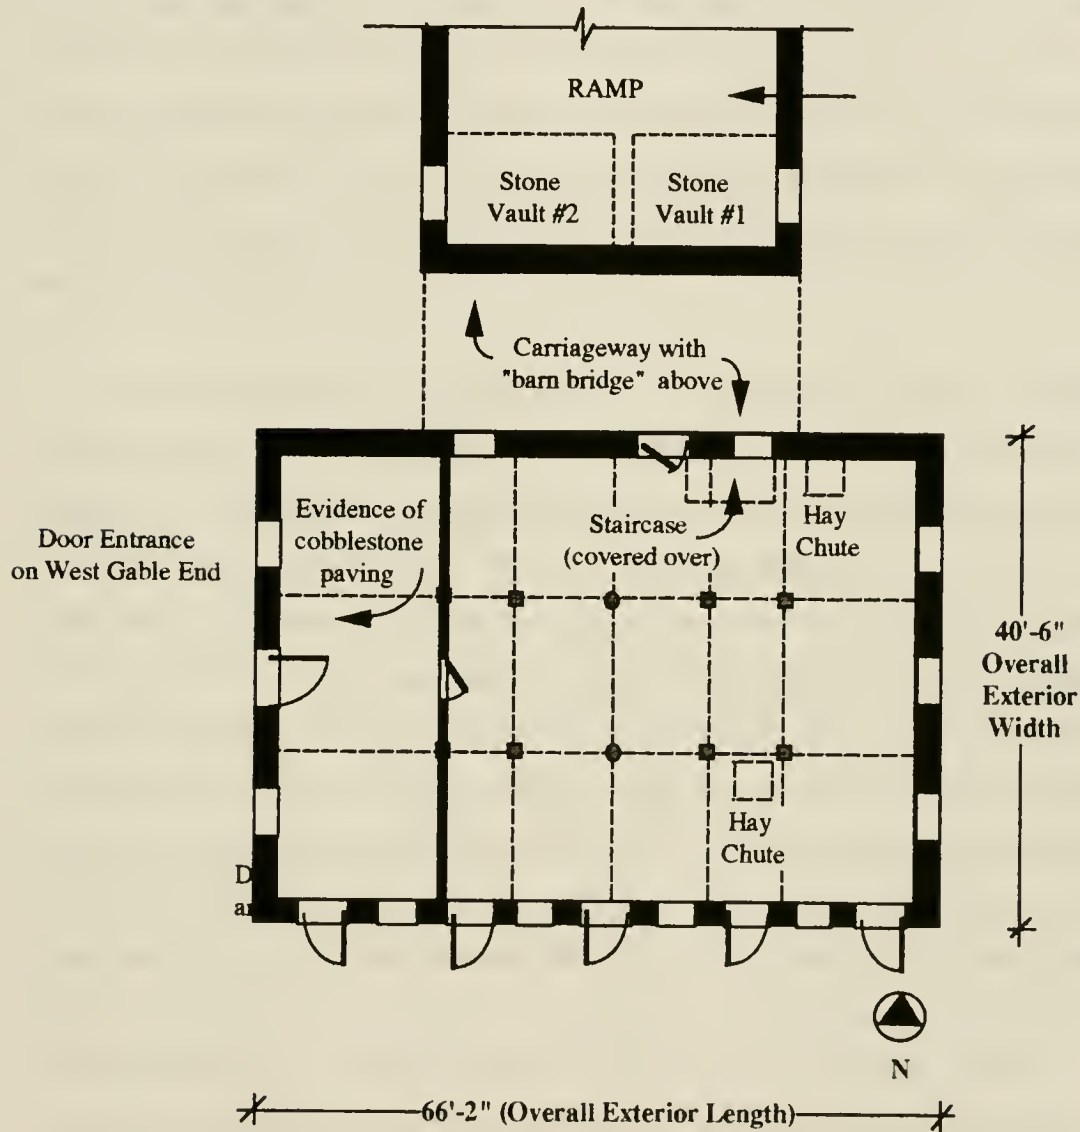 RAMP
Stone
Vault #2
Stone
Vault #1
Carriageway with
"barn bridge" above
Door Entrance
on West Gable End
Evidence of
cobblestone
paving
Staircase
(covered over)
Hay
Chute
40'-6"
Overall
Exterior
Width
Hay
Chute
N
66'-2" (Overall Exterior Length)